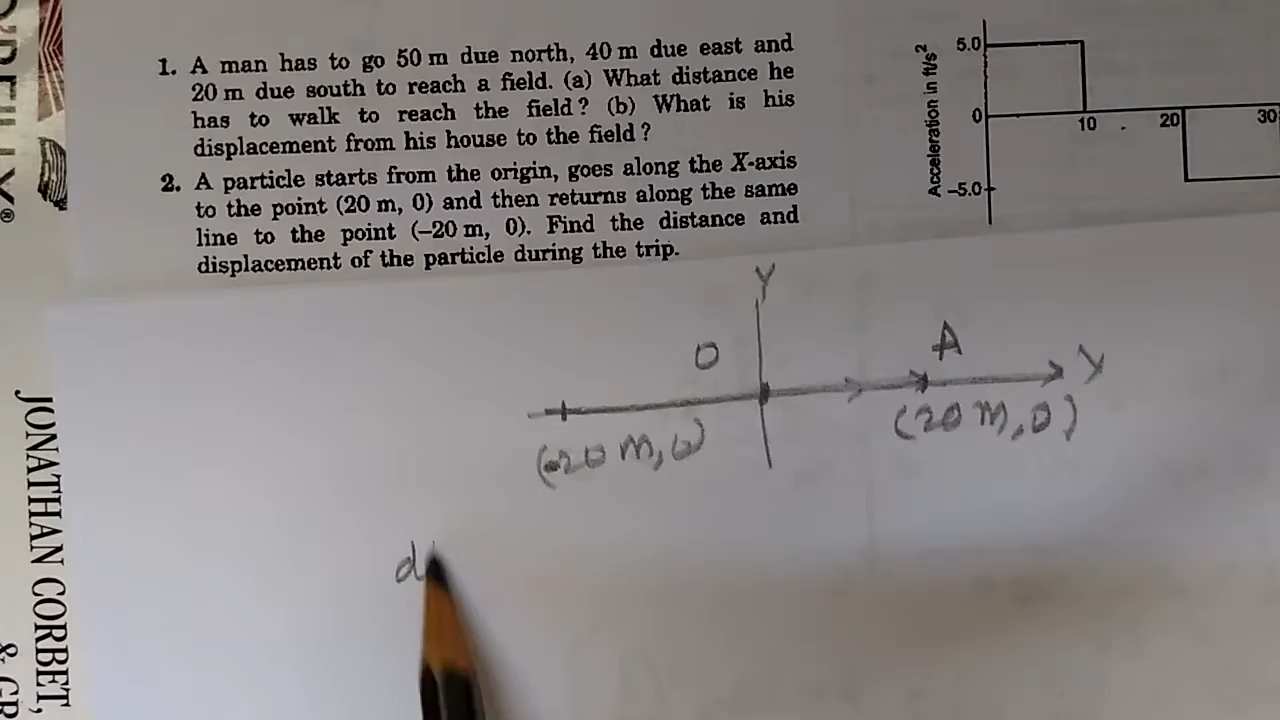 1. A man has to go 50 m due north, 40 m due east and
20 m due south to reach a field. (a) What distance he
has to walk to reach the field? (b) What is his
displacement from his house to the field?
2. A particle starts from the origin, goes along the X-axis
to the point (20 m, 0) and then returns along the same
line to the point (–20 m, 0). Find the distance and
displacement of the particle during the trip.
Acceleration in ft/s²
5.0
0
10
20
30
–5.0
Y
O
A
X
(-20 m, 0)
(20 m, 0)
d
JONATHAN CORBET,